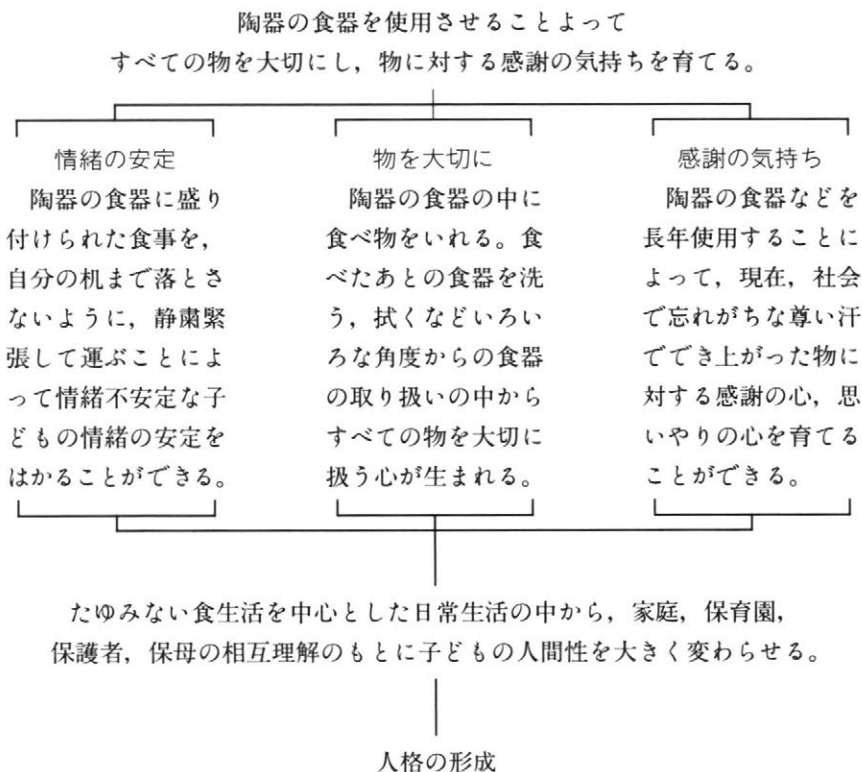 陶器の食器を使用させることよって
すべての物を大切にし，物に対する感謝の気持ちを育てる。
情緒の安定
陶器の食器に盛り
付けられた食事を，
自分の机まで落とさ
ないように，静粛緊
張して運ぶことによ
って情緒不安定な子
どもの情緒の安定を
はかることができる。
物を大切に
陶器の食器の中に
食べ物をいれる。食
べたあとの食器を洗
う，拭くなどいろい
ろな角度からの食器
の取り扱いの中から
すべての物を大切に
扱う心が生まれる。
感謝の気持ち
陶器の食器などを
長年使用することに
よって，現在，社会
で忘れがちな尊い汗
ででき上がった物に
対する感謝の心，思
いやりの心を育てる
ことができる。
たゆみない食生活を中心とした日常生活の中から，家庭，保育園，
保護者，保母の相互理解のもとに子どもの人間性を大きく変わらせる。
人格の形成